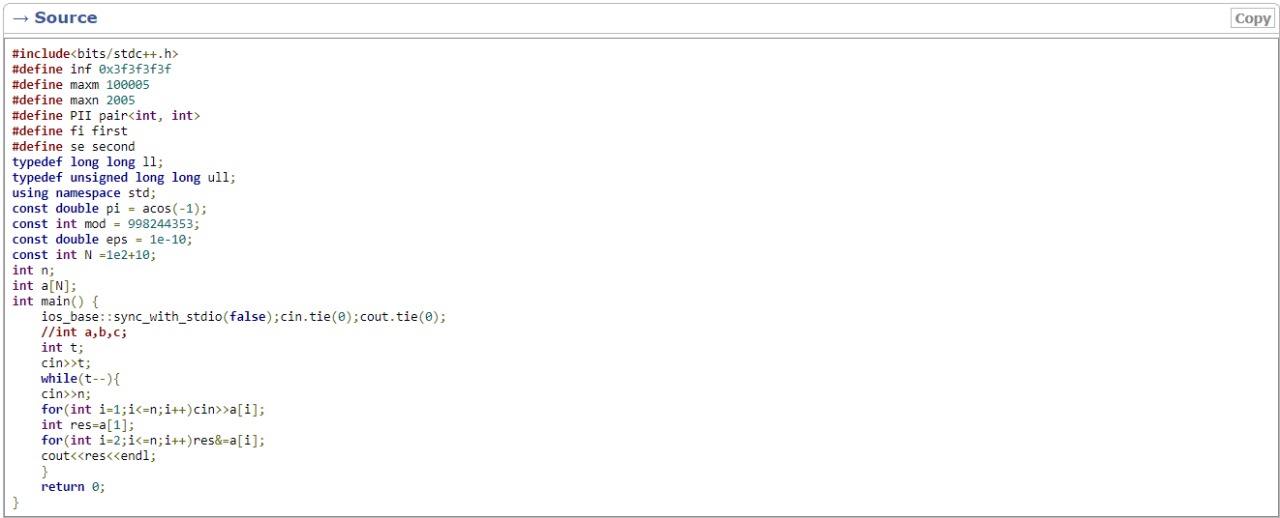 → Source
Copy
#include<bits/stdc++.h>
#define inf 0x3f3f3f3f
#define maxm 100005
#define maxn 2005
#define PII pair<int, int>
#define fi first
#define se second
typedef long long ll;
typedef unsigned long long ull;
using namespace std;
const double pi = acos(-1);
const int mod = 998244353;
const double eps = 1e-10;
const int N =1e2+10;
int n;
int a[N];
int main() {
    ios_base::sync_with_stdio(false);cin.tie(0);cout.tie(0);
    //int a,b,c;
    int t;
    cin>>t;
    while(t--){
    cin>>n;
    for(int i=1;i<=n;i++)cin>>a[i];
    int res=a[1];
    for(int i=2;i<=n;i++)res&=a[i];
    cout<<res<<endl;
    }
    return 0;
}